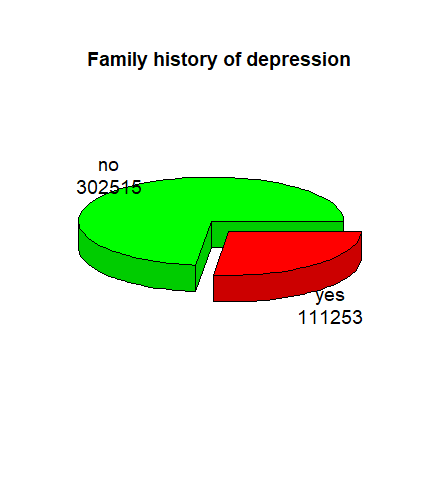 Family history of depression
no
302515
yes
111253